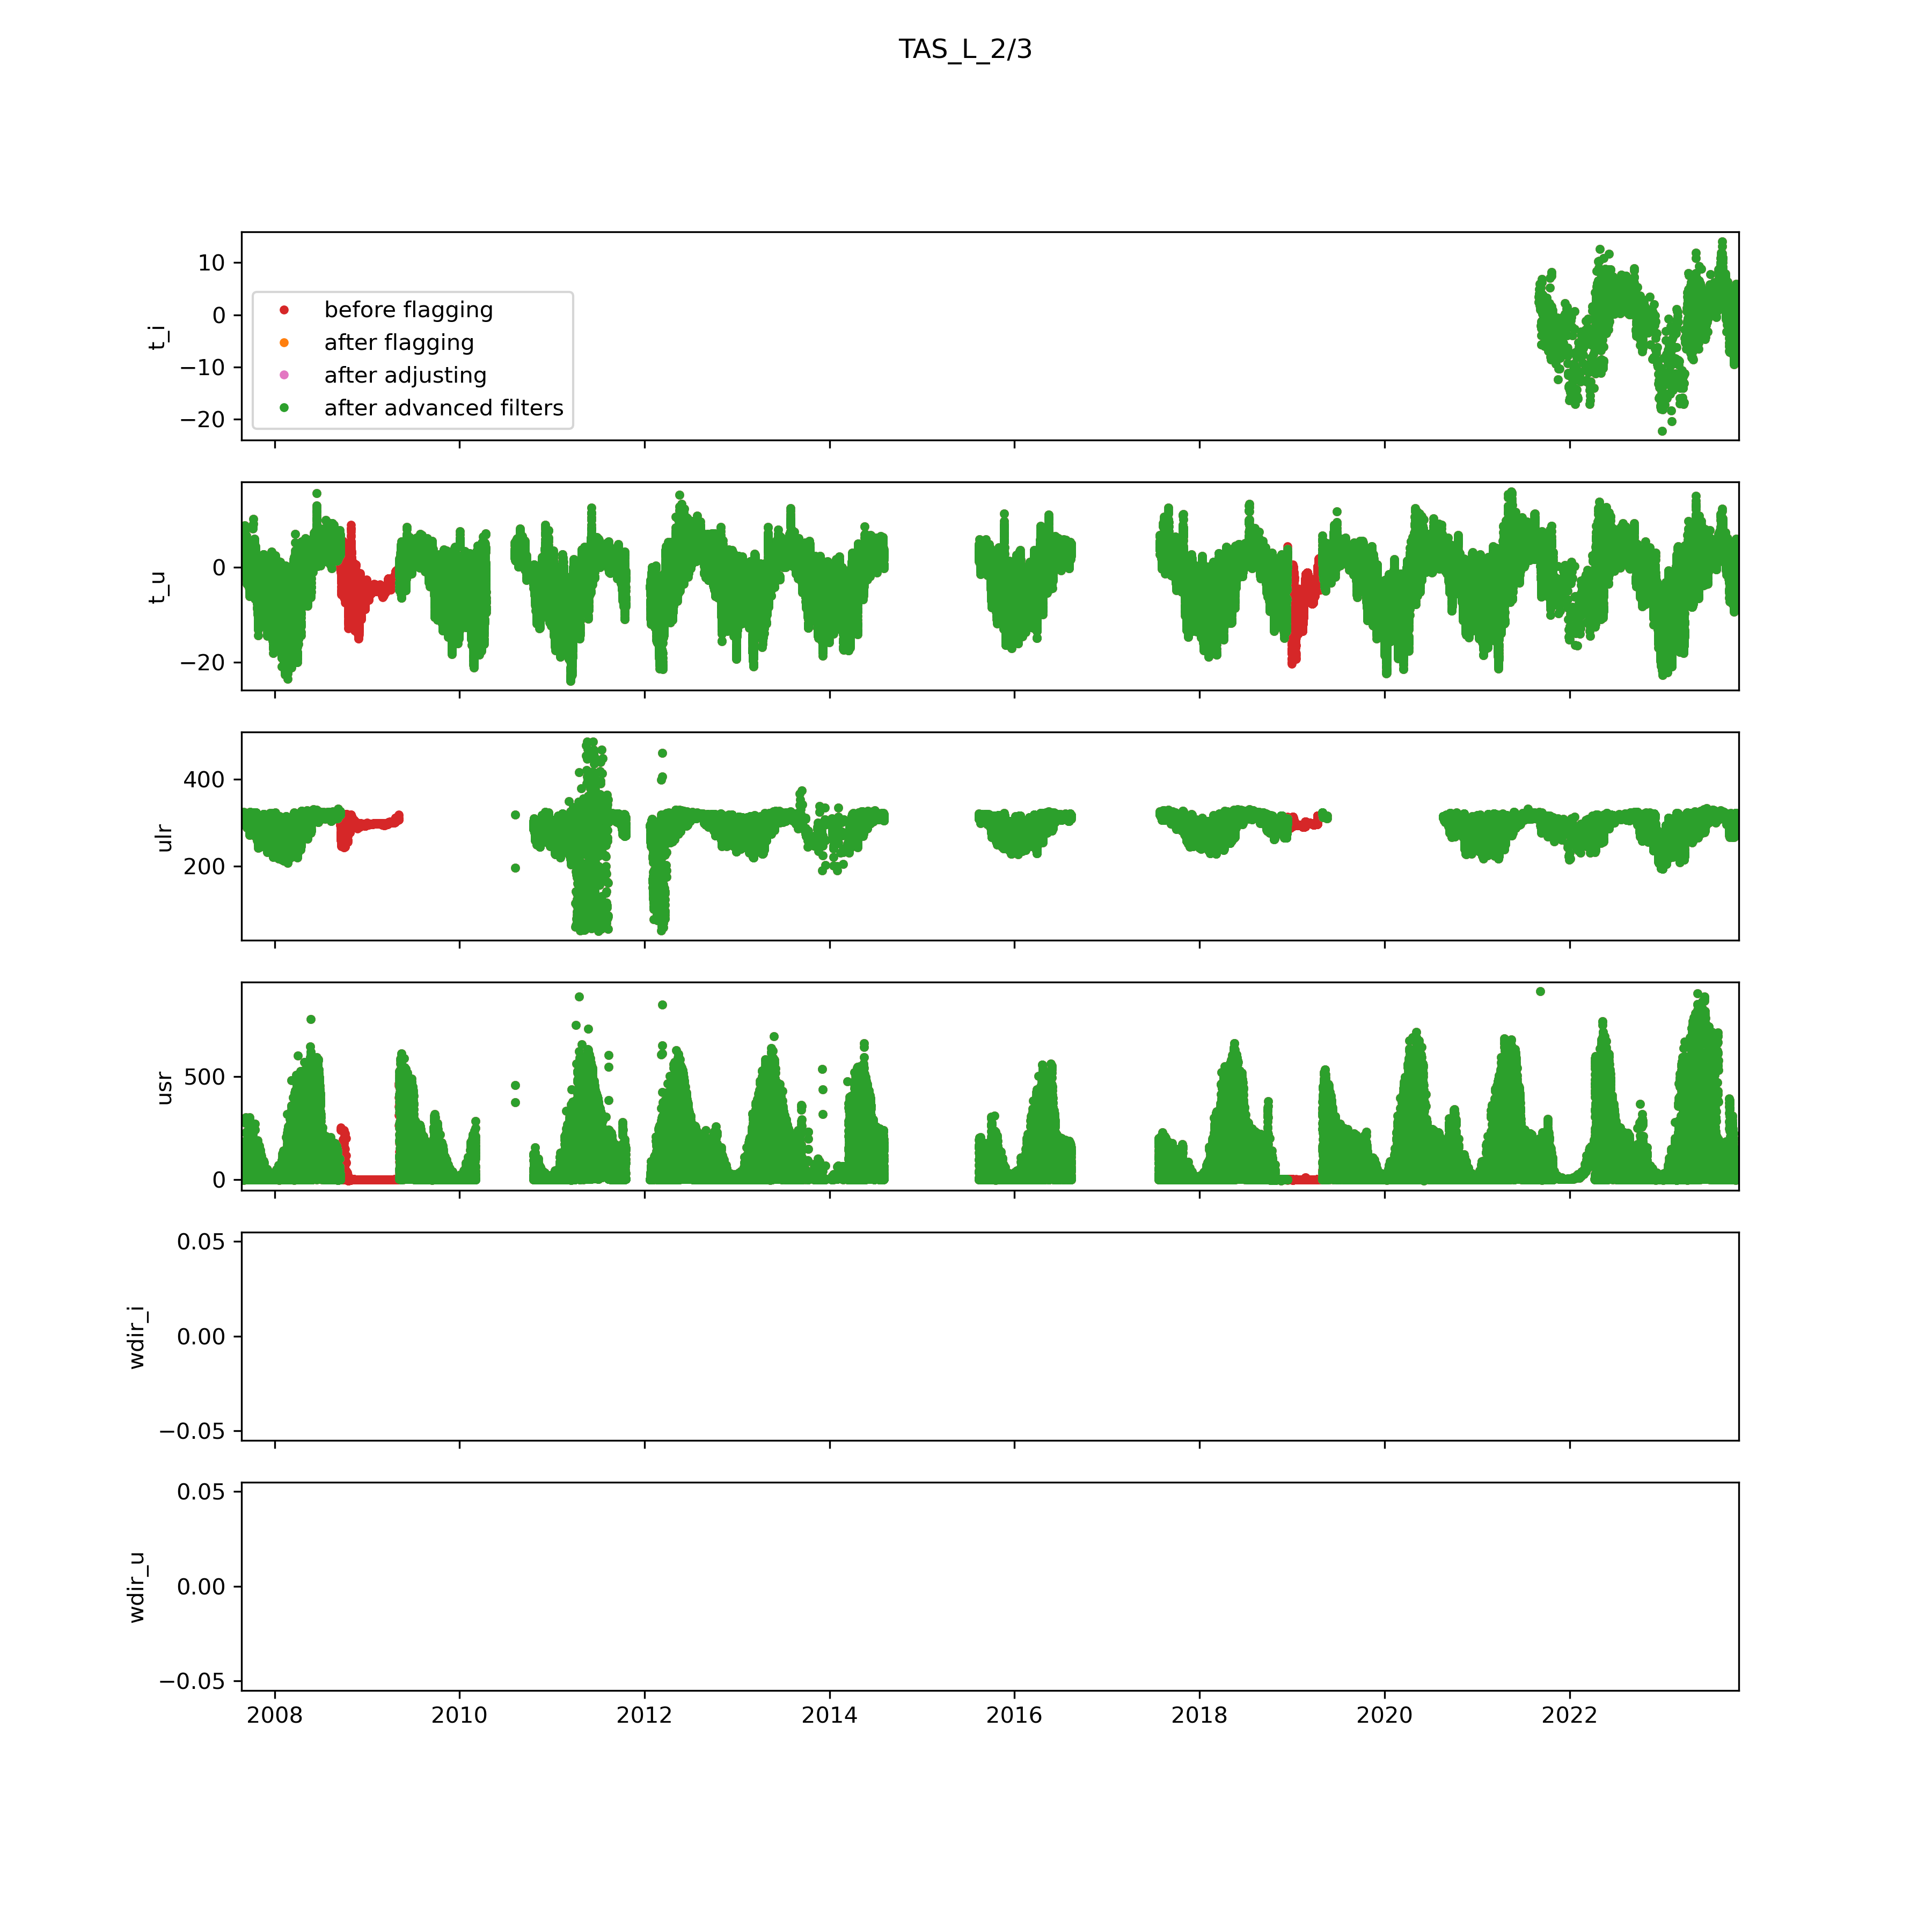 TAS_L_2/3
10
0
−10
−20
t_i
before flagging
after flagging
after adjusting
after advanced filters
0
−20
t_u
400
200
ulr
500
0
usr
0.05
0.00
−0.05
wdir_i
0.05
0.00
−0.05
wdir_u
2008 2010 2012 2014 2016 2018 2020 2022